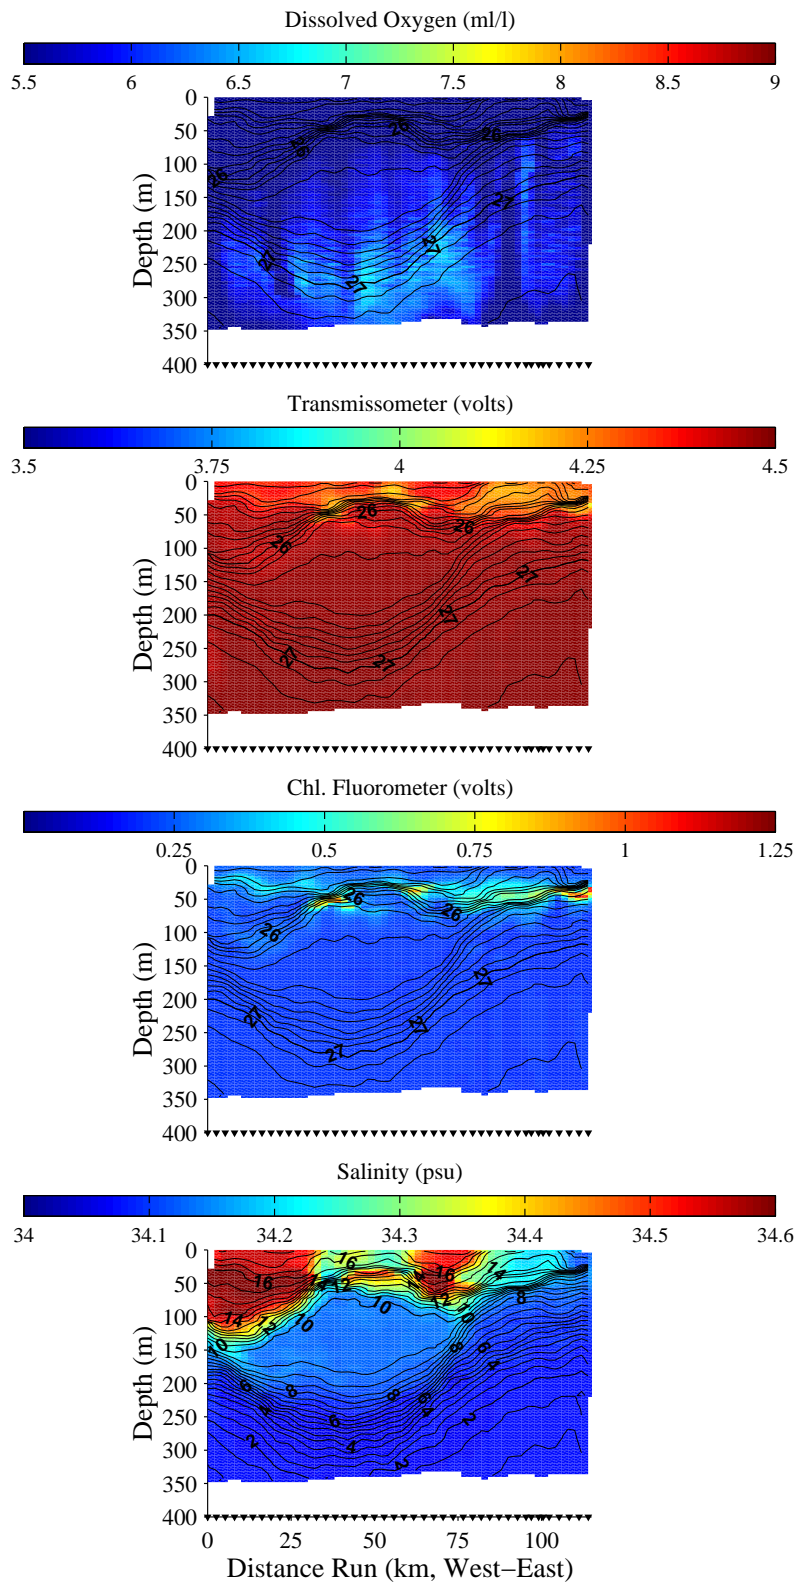 Dissolved Oxygen (ml/l)
5.5 6 6.5 7 7.5 8 8.5 9
0
50
100
150
200
250
300
350
400
Depth (m)
26 26 26 26 27 27 27 27
Transmissometer (volts)
3.5 3.75 4 4.25 4.5
0
50
100
150
200
250
300
350
400
Depth (m)
26 26 26 27 27 27 27
Chl. Fluorometer (volts)
0.25 0.5 0.75 1 1.25
0
50
100
150
200
250
300
350
400
Depth (m)
26 26 26 27 27 27 27
Salinity (psu)
34 34.1 34.2 34.3 34.4 34.5 34.6
0
50
100
150
200
250
300
350
400
Depth (m)
16 16 16 14 14 14 12 12 12 10 10 10 10 8 8 8 8 6 6 6 6 4 4 4 4 2 2 2
0 25 50 75 100
Distance Run (km, West−East)